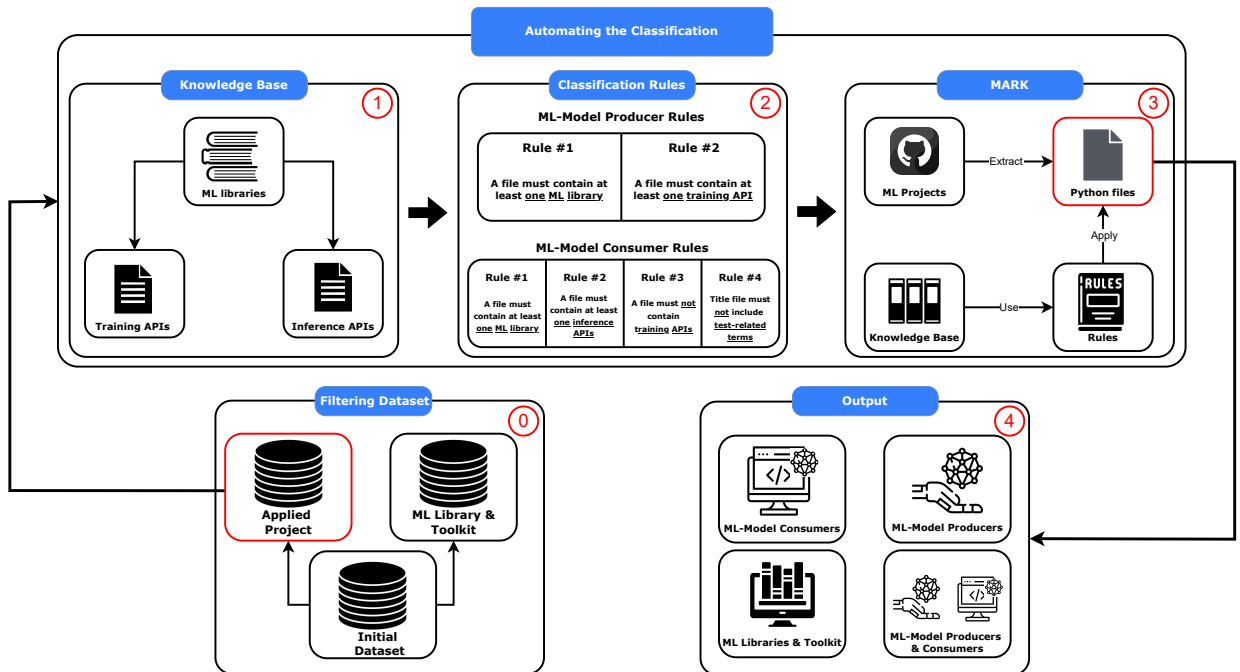 Automating the Classification
Knowledge Base
1
ML libraries
Training APIs
Inference APIs
Classification Rules
2
ML-Model Producer Rules
Rule #1
A file must contain at
least one ML library
Rule #2
A file must contain at
least one training API
ML-Model Consumer Rules
Rule #1
A file must
contain at least
one ML library
Rule #2
A file must
contain at least
one inference
APIs
Rule #3
A file must not
contain
training APIs
Rule #4
Title file must
not include
test-related
terms
MARK
3
ML Projects
Extract
Python files
Apply
Knowledge Base
Use
RULES
Rules
Filtering Dataset
0
Applied
Project
ML Library &
Toolkit
Initial
Dataset
Output
4
ML-Model Consumers
ML-Model Producers
ML Libraries & Toolkit
ML-Model Producers
& Consumers